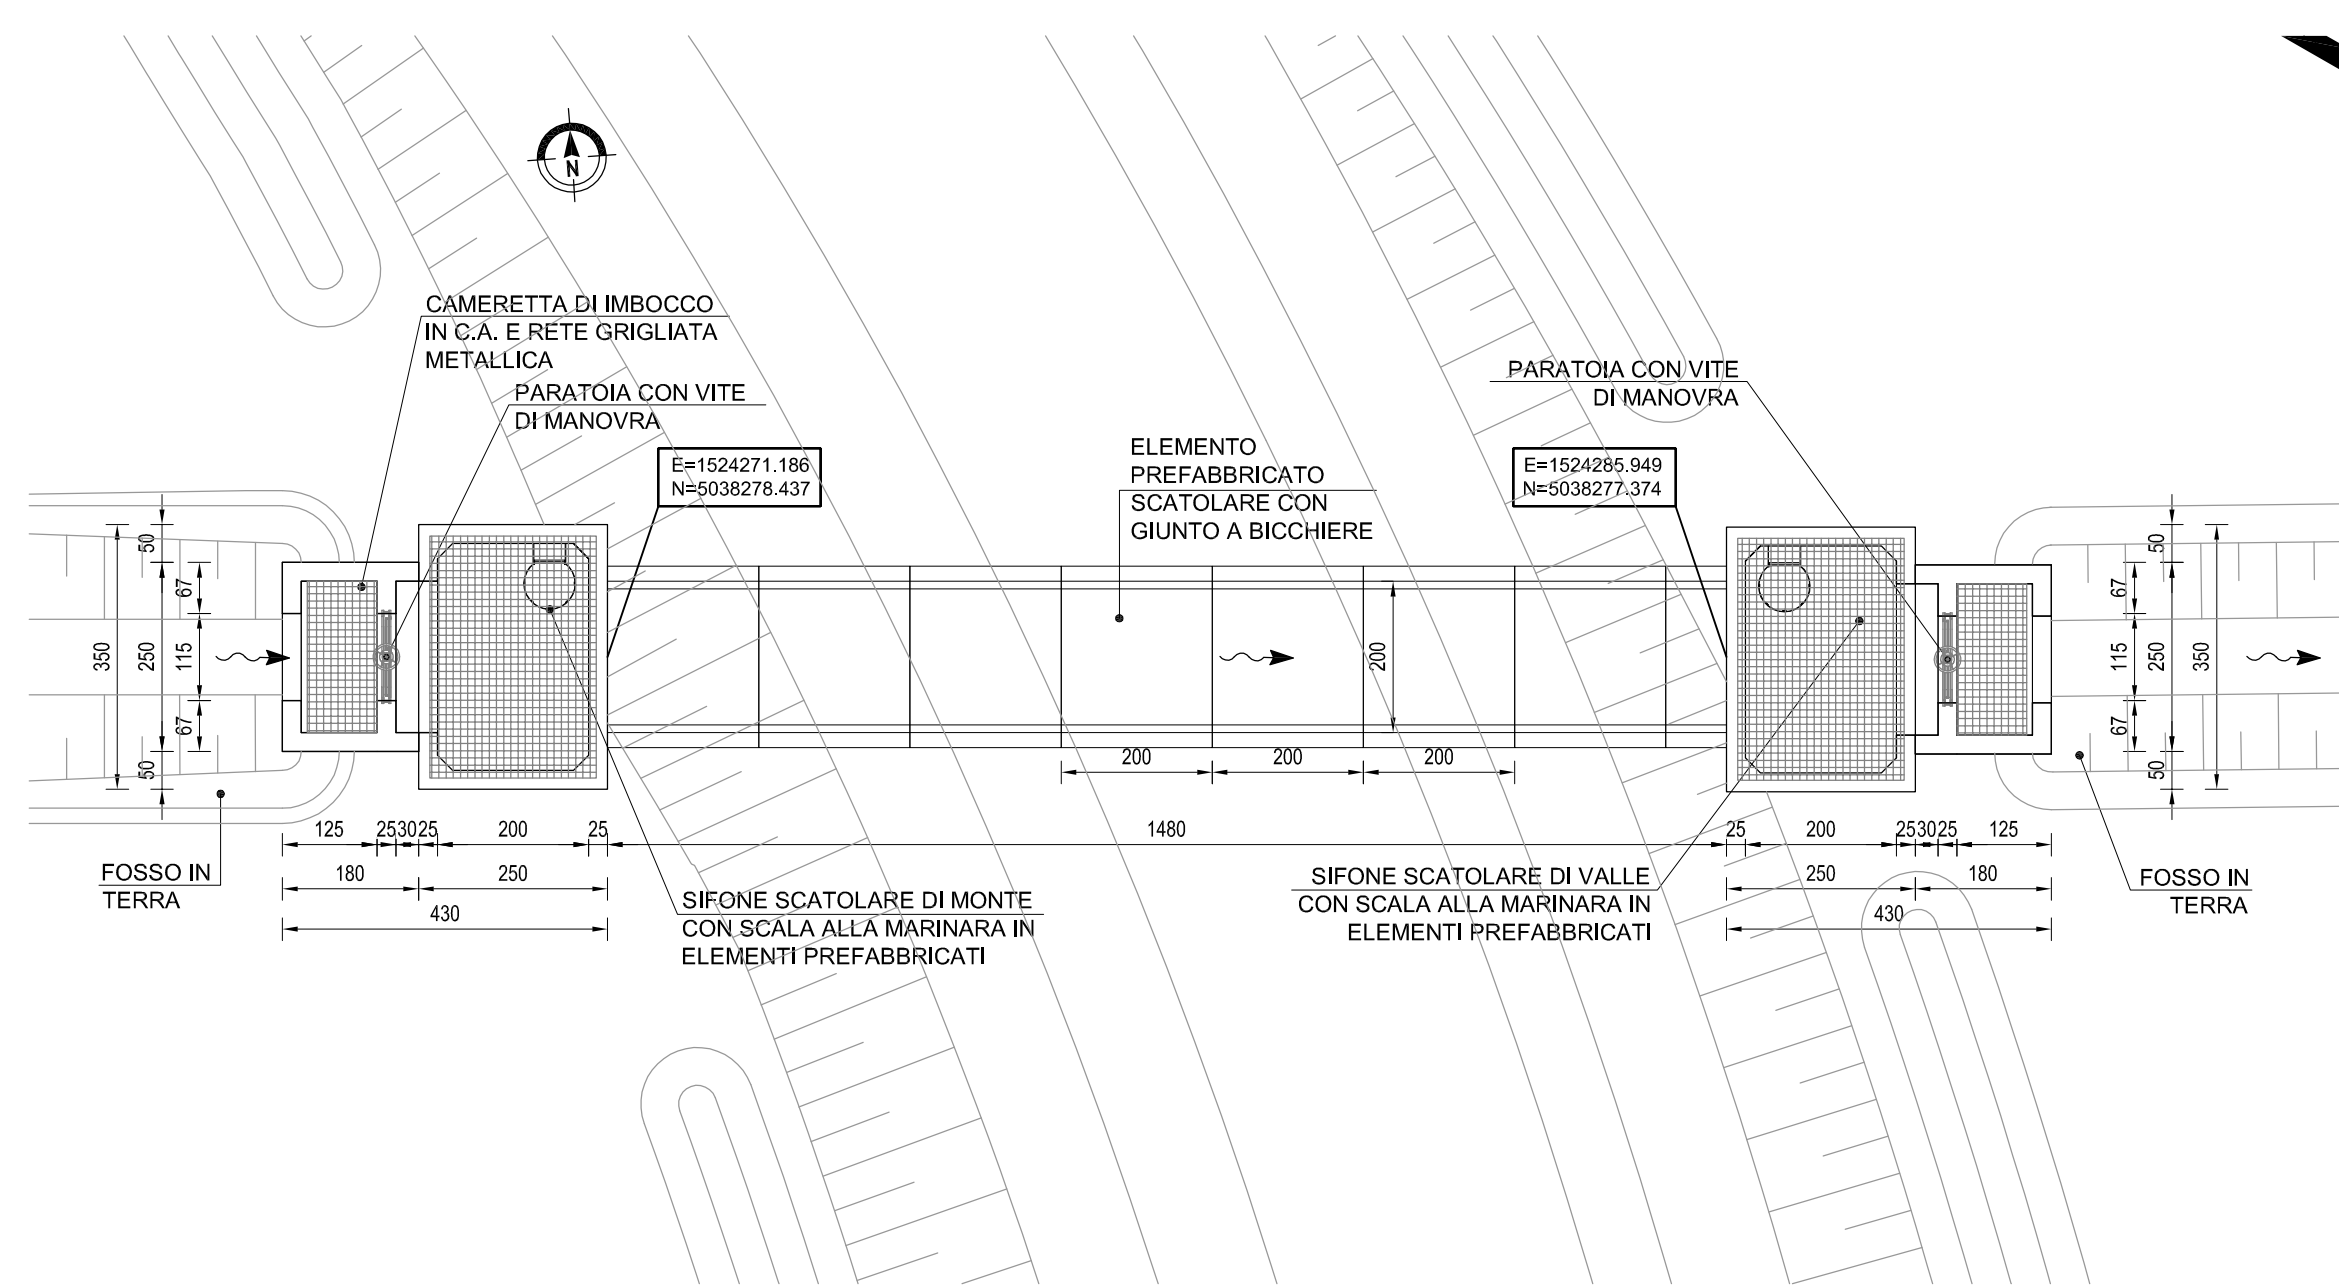 N
CAMERETTA DI IMBOCCO
IN C.A. E RETE GRIGLIATA
METALLICA
PARATOIA CON VITE
DI MANOVRA
PARATOIA CON VITE
DI MANOVRA
E=1524271.186
N=5038278.437
ELEMENTO
PREFABBRICATO
SCATOLARE CON
GIUNTO A BICCHIERE
E=1524285.949
N=5038277.374
350
250
115
50
67
67
50
200
200
200
200
50
67
115
250
350
67
50
125
25
30
25
200
25
1480
25
200
25
30
25
125
180
250
430
250
180
430
FOSSO IN
TERRA
SIFONE SCATOLARE DI MONTE
CON SCALA ALLA MARINARA IN
ELEMENTI PREFABBRICATI
SIFONE SCATOLARE DI VALLE
CON SCALA ALLA MARINARA IN
ELEMENTI PREFABBRICATI
FOSSO IN
TERRA